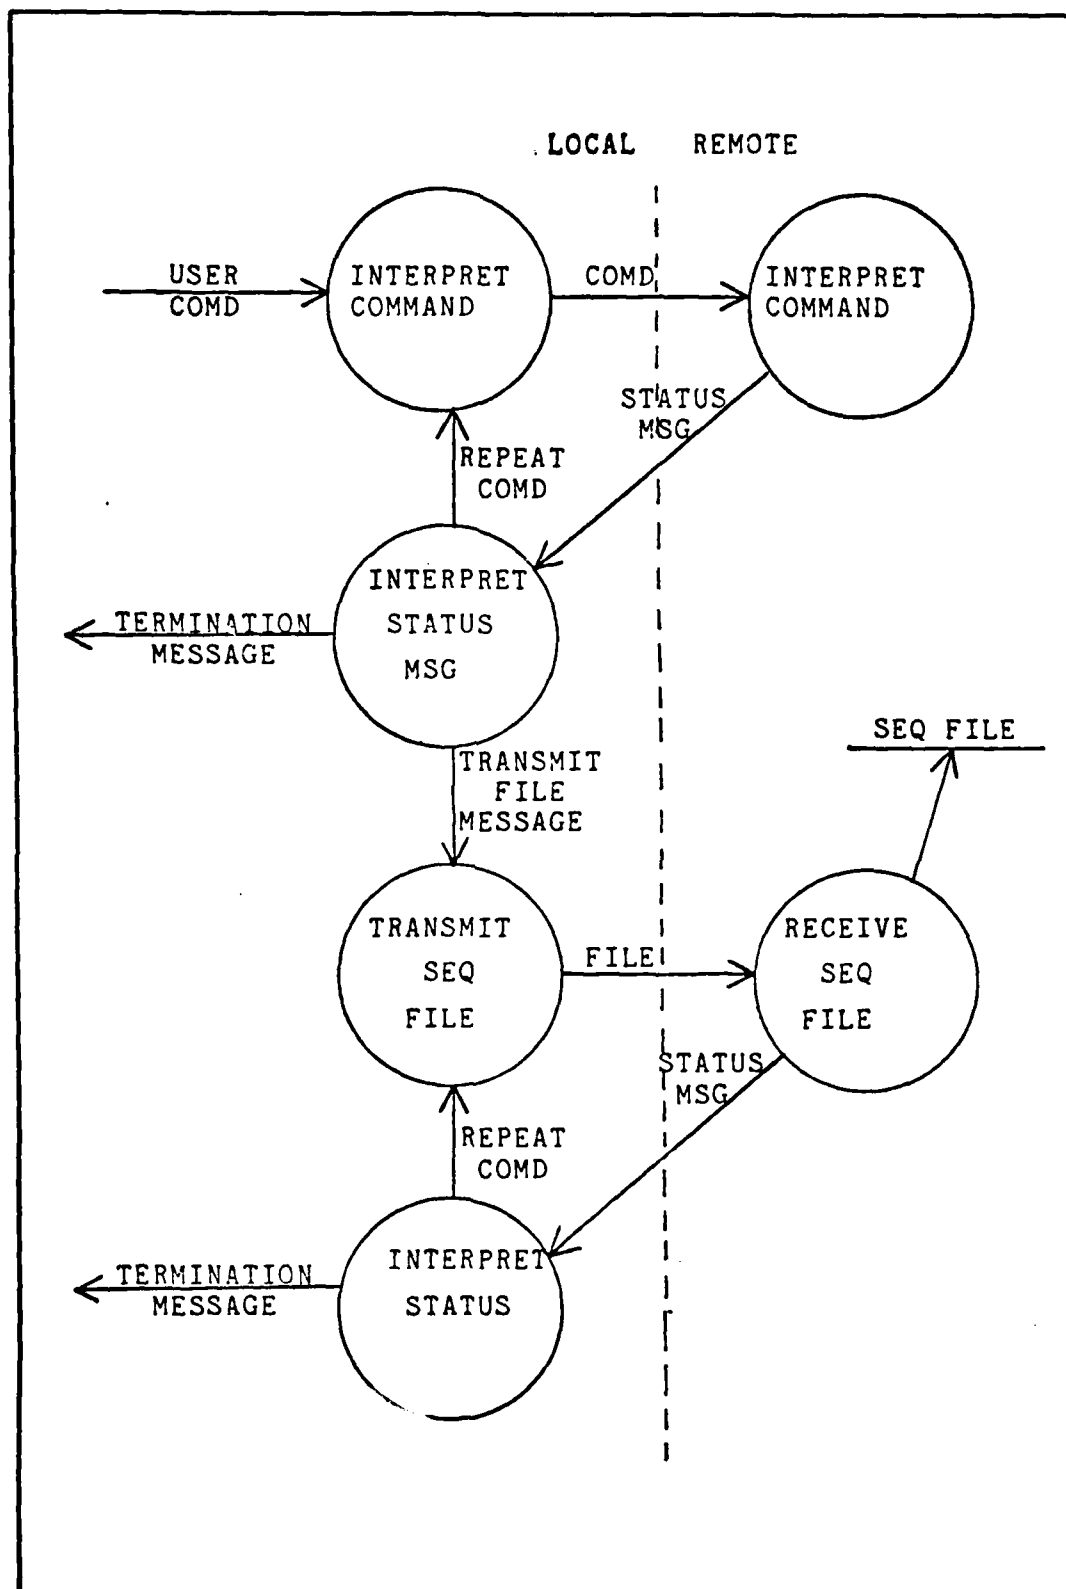 LOCAL REMOTE
USER
COMD
INTERPRET
COMMAND
COMD
INTERPRET
COMMAND
STATUS
MSG
REPEAT
COMD
INTERPRET
STATUS
MSG
TERMINATION
MESSAGE
SEQ FILE
TRANSMIT
FILE
MESSAGE
TRANSMIT
SEQ
FILE
FILE
RECEIVE
SEQ
FILE
STATUS
MSG
REPEAT
COMD
INTERPRET
STATUS
TERMINATION
MESSAGE